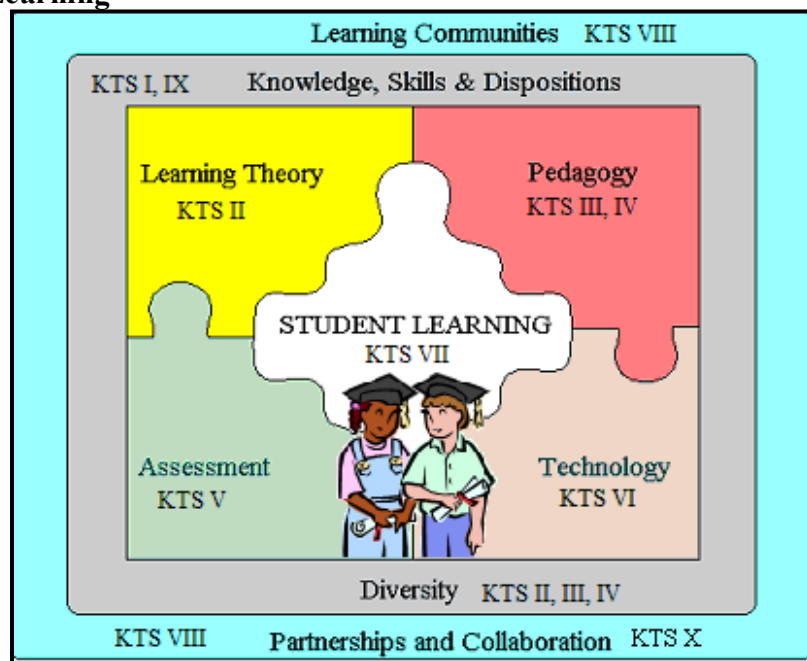 Learning
Learning Communities KTS VIII
KTS I, IX Knowledge, Skills & Dispositions
Learning Theory
KTS II
Pedagogy
KTS III, IV
STUDENT LEARNING
KTS VII
Assessment
KTS V
Technology
KTS VI
Diversity KTS II, III, IV
KTS VIII Partnerships and Collaboration KTS X